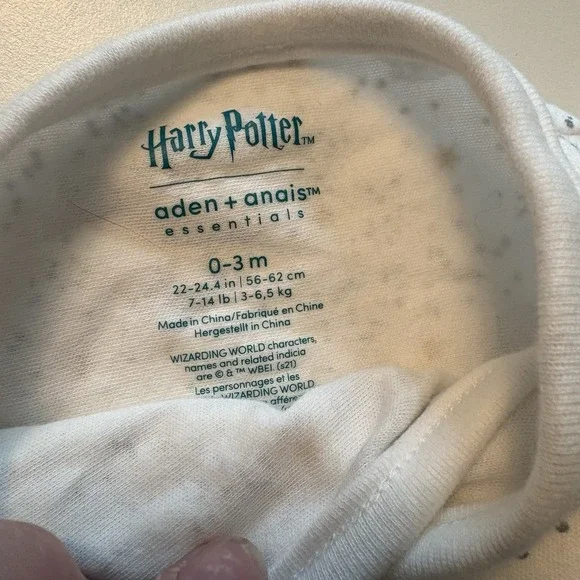 Harry Potter™
aden + anais™
essentials
0-3 m
22-24.4 in | 56-62 cm
7-14 lb | 3-6,5 kg
Made in China/Fabriqué en Chine
Hergestellt in China
WIZARDING WORLD characters,
names and related indicia
are © & ™ WBEI. (s21)
Les personnages et les
WIZARDING WORLD